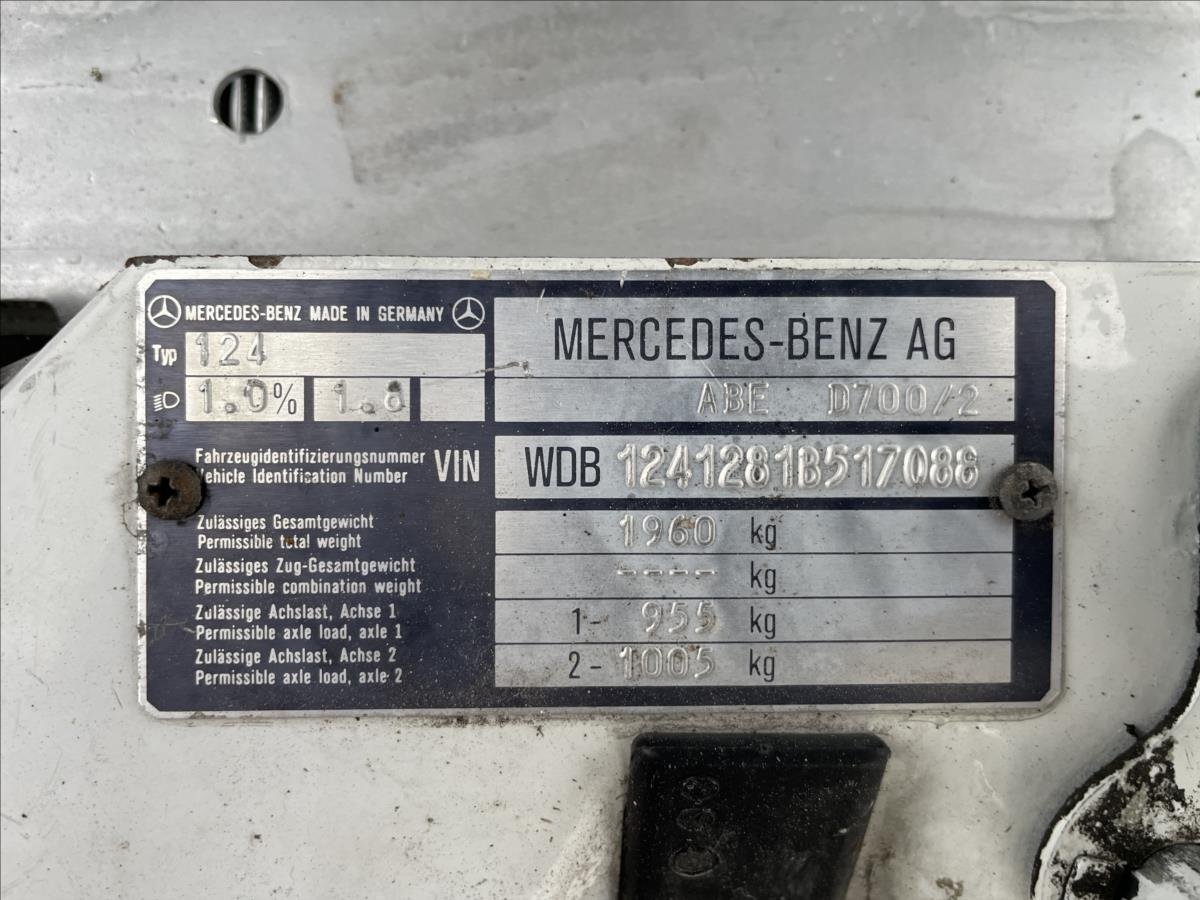 MERCEDES-BENZ MADE IN GERMANY
MERCEDES-BENZ AG
Typ 124
1.0% 1.8
ABE D700/2
Fahrzeugidentifizierungsnummer
Vehicle Identification Number
VIN
WDB 1241281B517088
Zulässiges Gesamtgewicht
Permissible total weight
1960 kg
Zulässiges Zug-Gesamtgewicht
Permissible combination weight
---- kg
Zulässige Achslast, Achse 1
Permissible axle load, axle 1
1- 955 kg
Zulässige Achslast, Achse 2
Permissible axle load, axle 2
2- 1005 kg